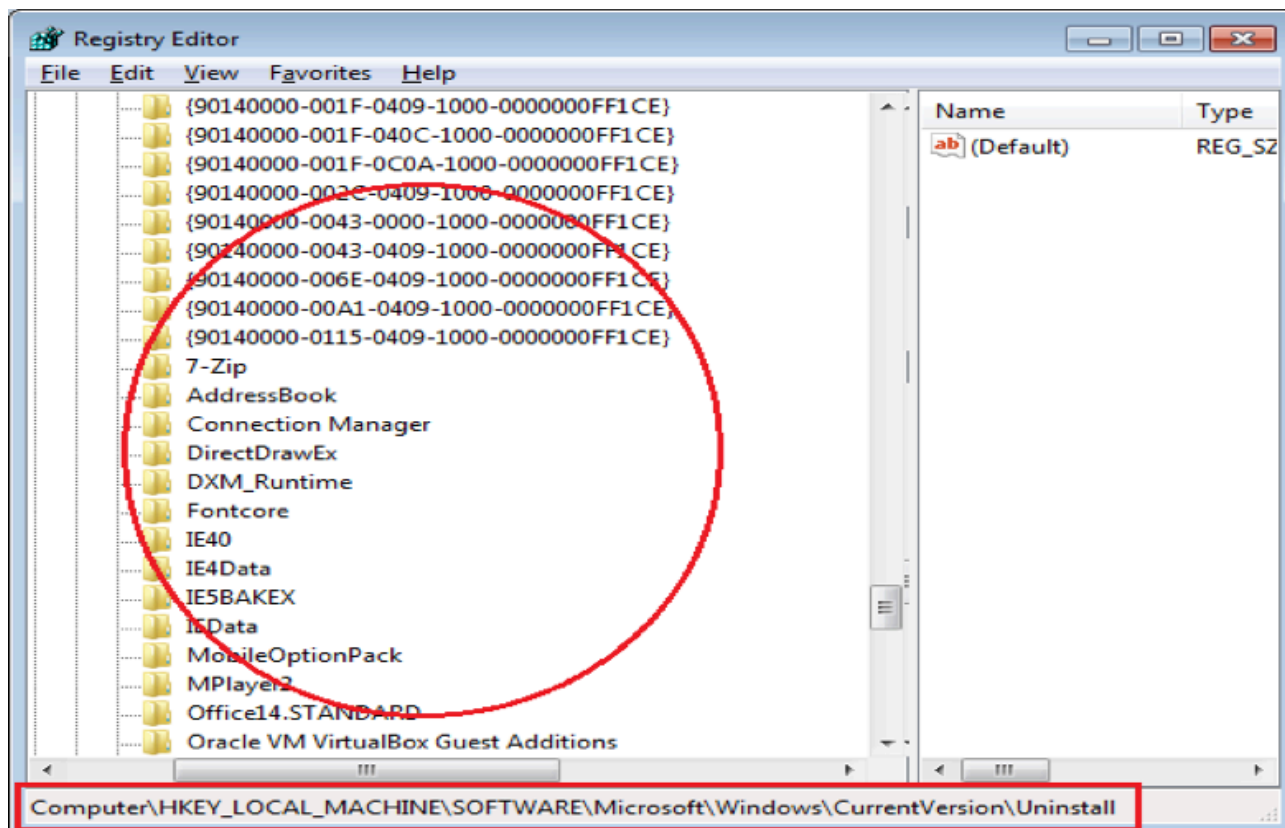 Registry Editor
File Edit View Favorites Help
{90140000-001F-0409-1000-0000000FF1CE}
{90140000-001F-040C-1000-0000000FF1CE}
{90140000-001F-0C0A-1000-0000000FF1CE}
{90140000-002C-0409-1000-0000000FF1CE}
{90140000-0043-0000-1000-0000000FF1CE}
{90140000-0043-0409-1000-0000000FF1CE}
{90140000-006E-0409-1000-0000000FF1CE}
{90140000-00A1-0409-1000-0000000FF1CE}
{90140000-0115-0409-1000-0000000FF1CE}
7-Zip
AddressBook
Connection Manager
DirectDrawEx
DXM_Runtime
Fontcore
IE40
IE4Data
IE5BAKEX
IEData
MobileOptionPack
MPlayer2
Office14.STANDARD
Oracle VM VirtualBox Guest Additions
Name Type
ab (Default) REG_SZ
Computer\HKEY_LOCAL_MACHINE\SOFTWARE\Microsoft\Windows\CurrentVersion\Uninstall